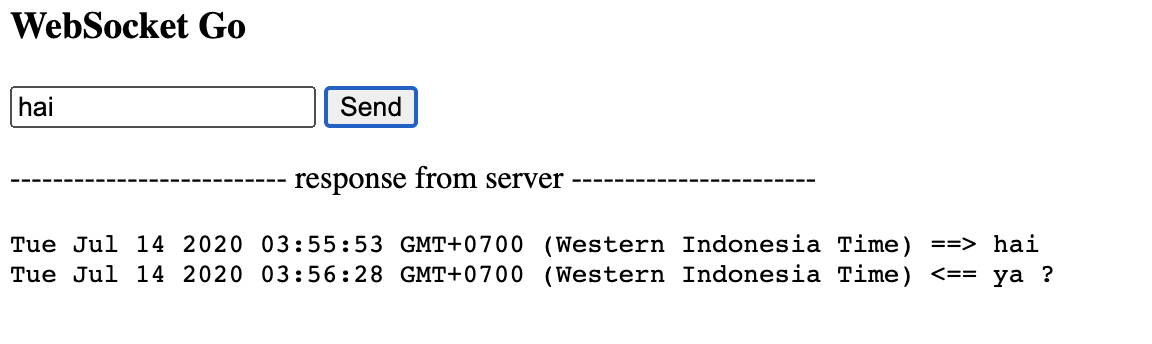 WebSocket Go
hai Send
-------------------------- response from server -----------------------
Tue Jul 14 2020 03:55:53 GMT+0700 (Western Indonesia Time) ==> hai
Tue Jul 14 2020 03:56:28 GMT+0700 (Western Indonesia Time) <== ya ?